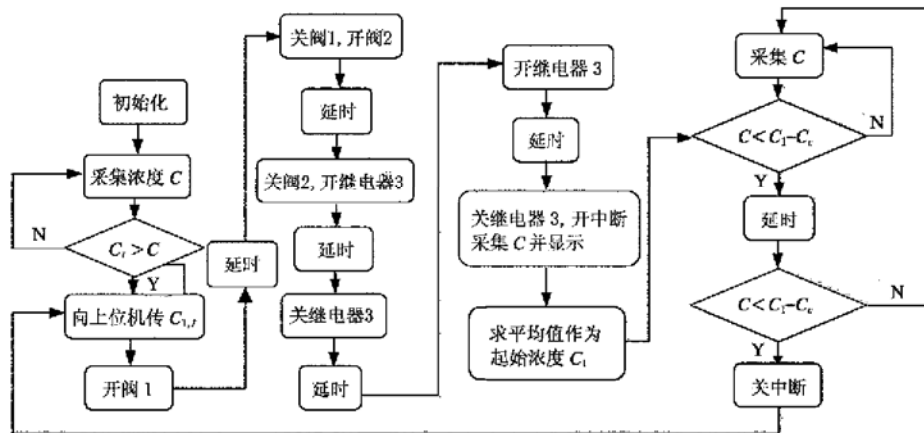 初始化
采集浓度 C
N
Cₜ > C
Y
向上位机传 C₁,ₜ
开阀 1
延时
关阀1, 开阀2
延时
关阀2, 开继电器3
延时
关继电器3
延时
开继电器 3
延时
关继电器 3, 开中断
采集 C 并显示
求平均值作为
起始浓度 C₁
采集 C
C < C₁–Cₑ
N
Y
延时
C < C₁–Cₑ
N
Y
关中断